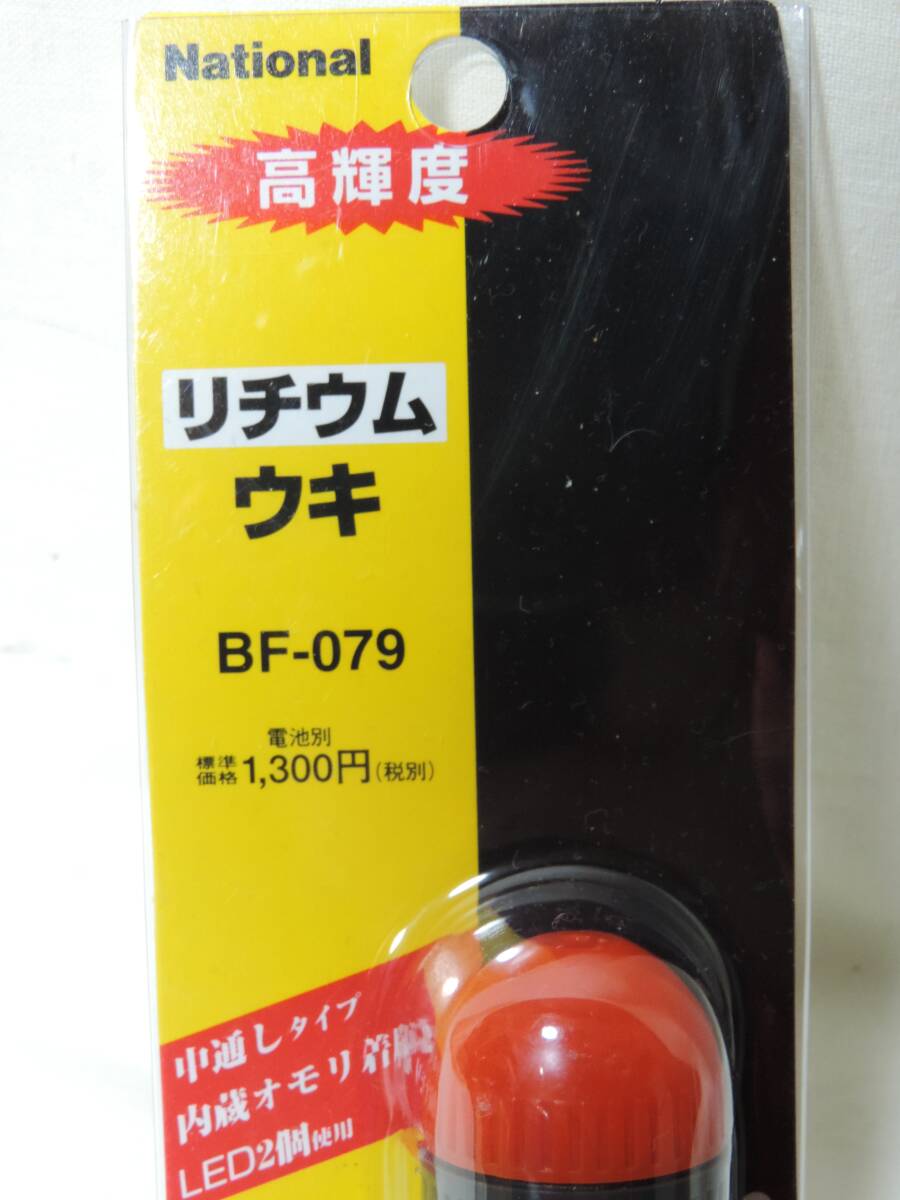 National
高輝度
リチウム
ウキ
BF-079
電池別
標準価格1,300円(税別)
中通しタイプ
内蔵オモリ着脱
LED2個使用